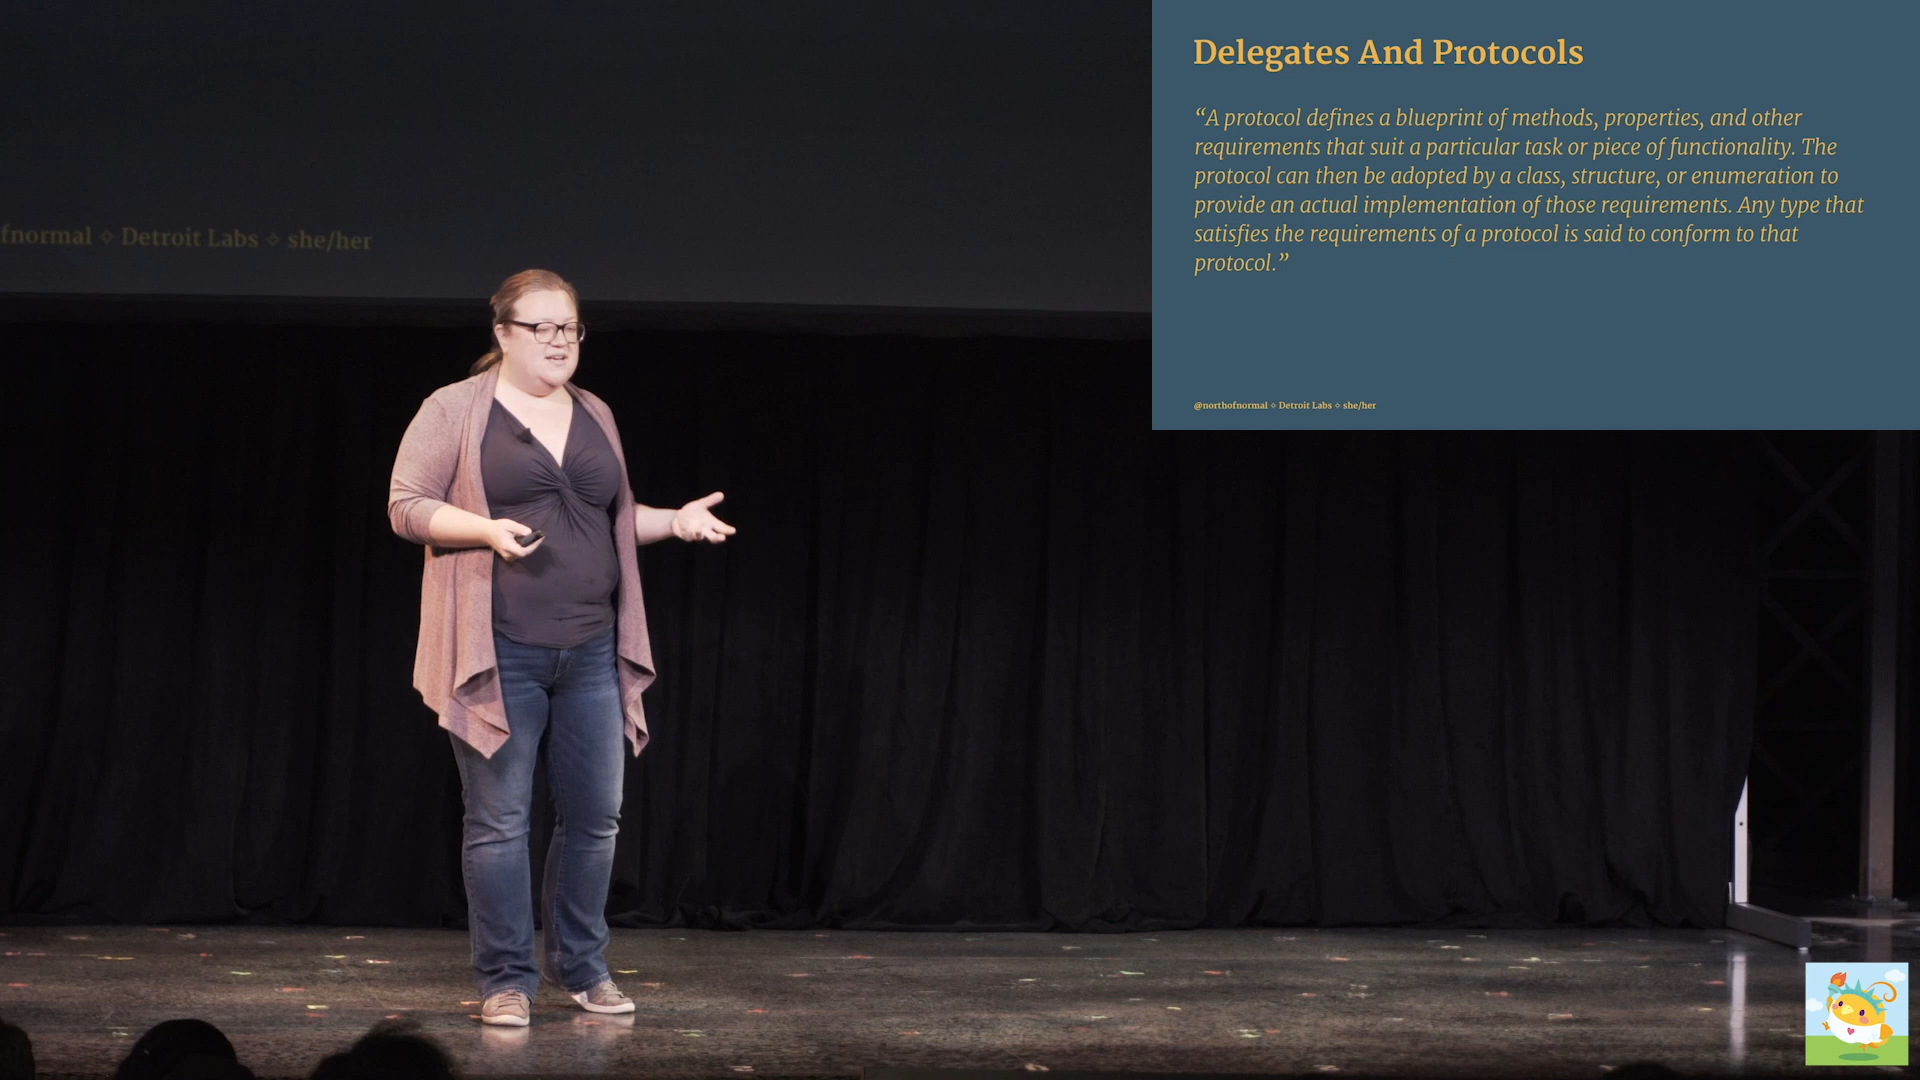 Delegates And Protocols
“A protocol defines a blueprint of methods, properties, and other
requirements that suit a particular task or piece of functionality. The
protocol can then be adopted by a class, structure, or enumeration to
provide an actual implementation of those requirements. Any type that
satisfies the requirements of a protocol is said to conform to that
protocol.”
@northofnormal ⟡ Detroit Labs ⟡ she/her
fnormal ⟡ Detroit Labs ⟡ she/her